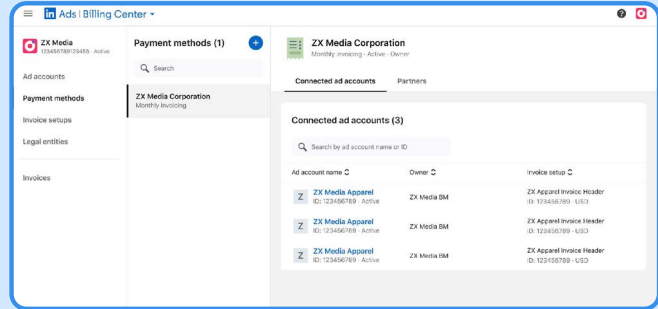 in Ads | Billing Center
ZX Media
123456789123456 · Active
Ad accounts
Payment methods
Invoice setups
Legal entities
Invoices
Payment methods (1)
Search
ZX Media Corporation
Monthly invoicing
ZX Media Corporation
Monthly invoicing · Active · Owner
Connected ad accounts Partners
Connected ad accounts (3)
Search by ad account name or ID
Ad account name Owner Invoice setup
Z ZX Media Apparel ZX Media BM ZX Apparel Invoice Header
ID: 123456789 · Active ID: 123456789 · USD
Z ZX Media Apparel ZX Media BM ZX Apparel Invoice Header
ID: 123456789 · Active ID: 123456789 · USD
Z ZX Media Apparel ZX Media BM ZX Apparel Invoice Header
ID: 123456789 · Active ID: 123456789 · USD